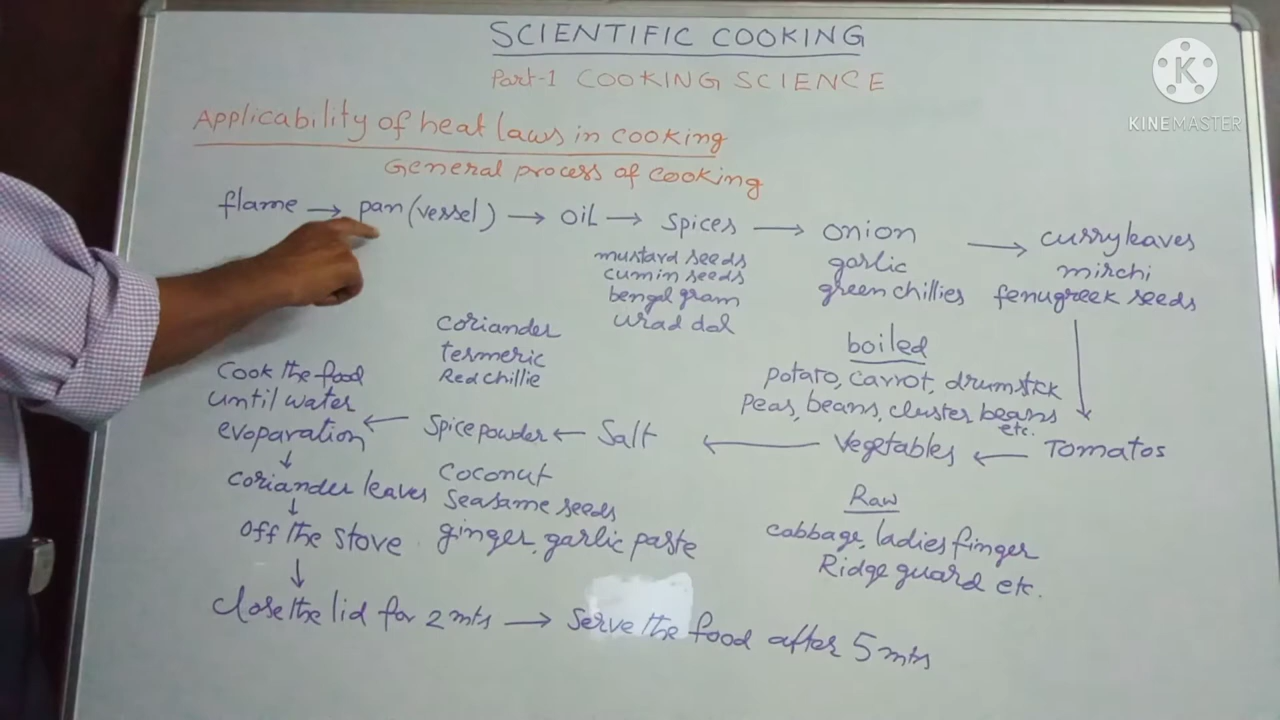 SCIENTIFIC COOKING
Part-1 COOKING SCIENCE
K
KINEMASTER
Applicability of heat laws in cooking
General process of cooking
flame → pan (vessel) → oil → spices → onion → curry leaves
mustard seeds garlic mirchi
cumin seeds green chillies fenugreek seeds
bengal gram
urad dal
coriander
termeric
Red chillie
boiled
potato, carrot, drumstick
peas, beans, cluster beans
etc.
Cook the food
until water
evoparation ← Spice powder ← Salt ← Vegetables ← Tomatos
↓
coriander leaves
↓
off the stove
↓
coconut
seasame seeds
ginger, garlic paste
Raw
cabbage, ladies finger
Ridge guard etc.
close the lid for 2 mts → Serve the food after 5 mts